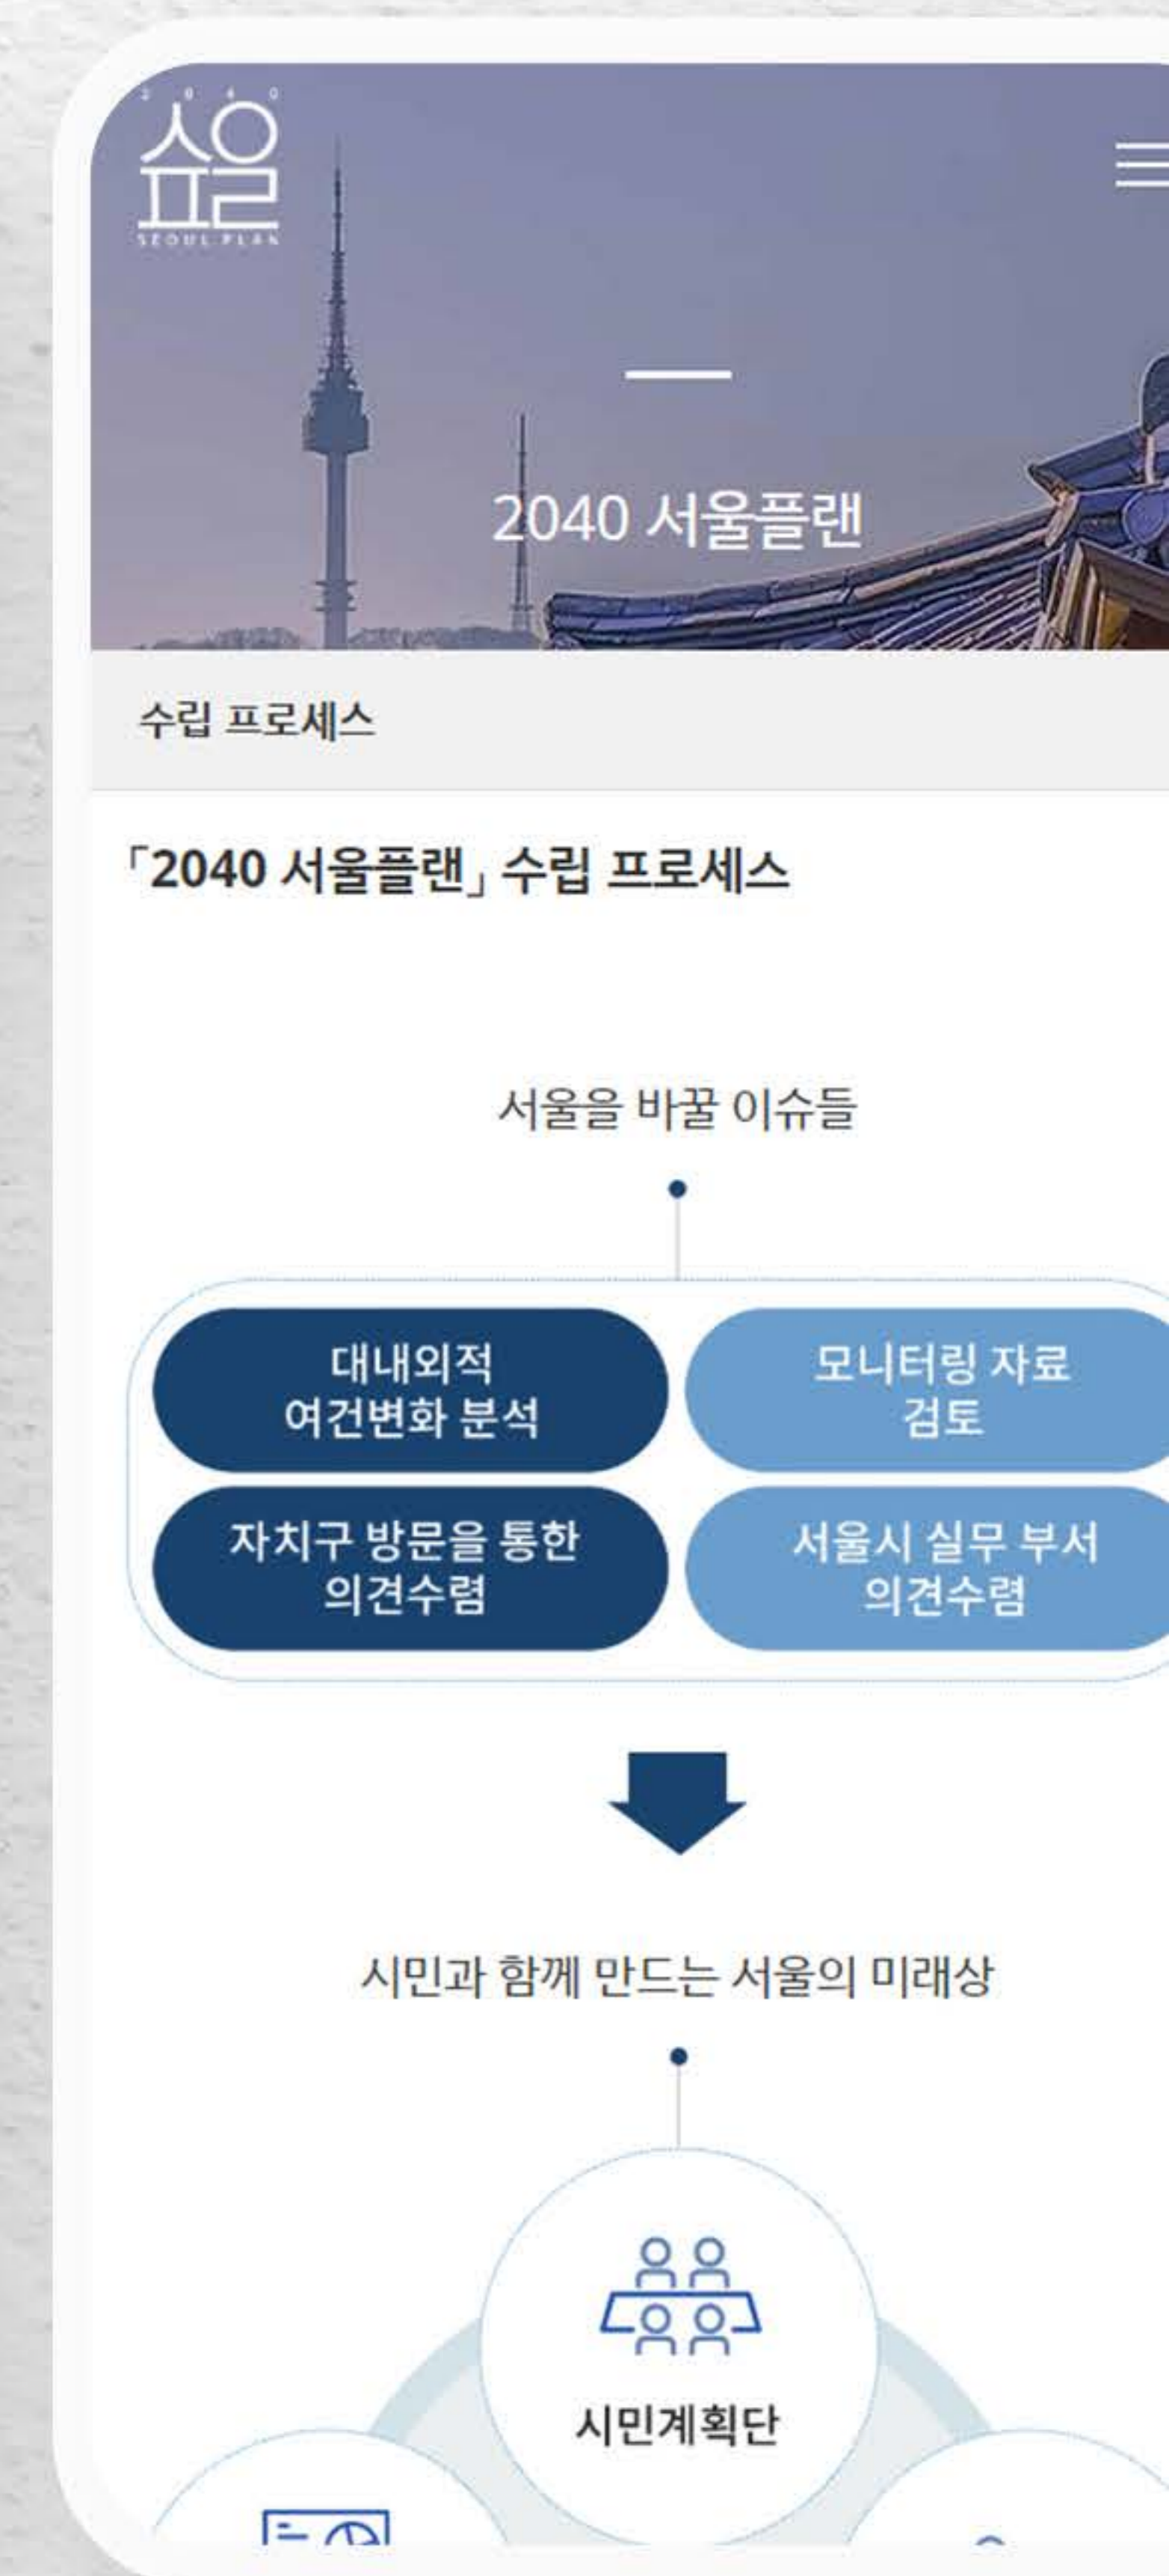 2040
슈울
SEOUL PLAN
2040 서울플랜
수립 프로세스
「2040 서울플랜」 수립 프로세스
서울을 바꿀 이슈들
대내외적
여건변화 분석
모니터링 자료
검토
자치구 방문을 통한
의견수렴
서울시 실무 부서
의견수렴
시민과 함께 만드는 서울의 미래상
시민계획단